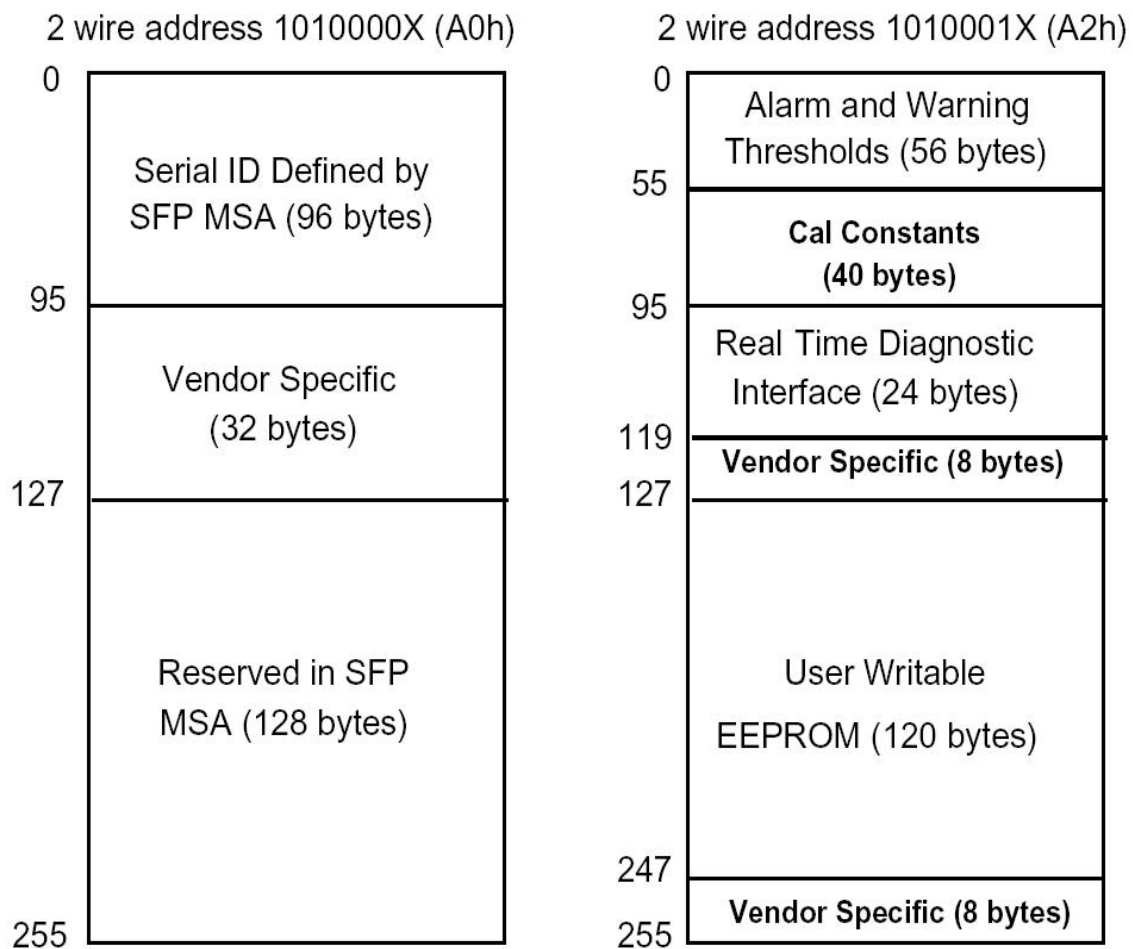 2 wire address 1010000X (A0h)
0
Serial ID Defined by
SFP MSA (96 bytes)
95
Vendor Specific
(32 bytes)
127
Reserved in SFP
MSA (128 bytes)
255
2 wire address 1010001X (A2h)
0
Alarm and Warning
Thresholds (56 bytes)
55
Cal Constants
(40 bytes)
95
Real Time Diagnostic
Interface (24 bytes)
119
Vendor Specific (8 bytes)
127
User Writable
EEPROM (120 bytes)
247
Vendor Specific (8 bytes)
255